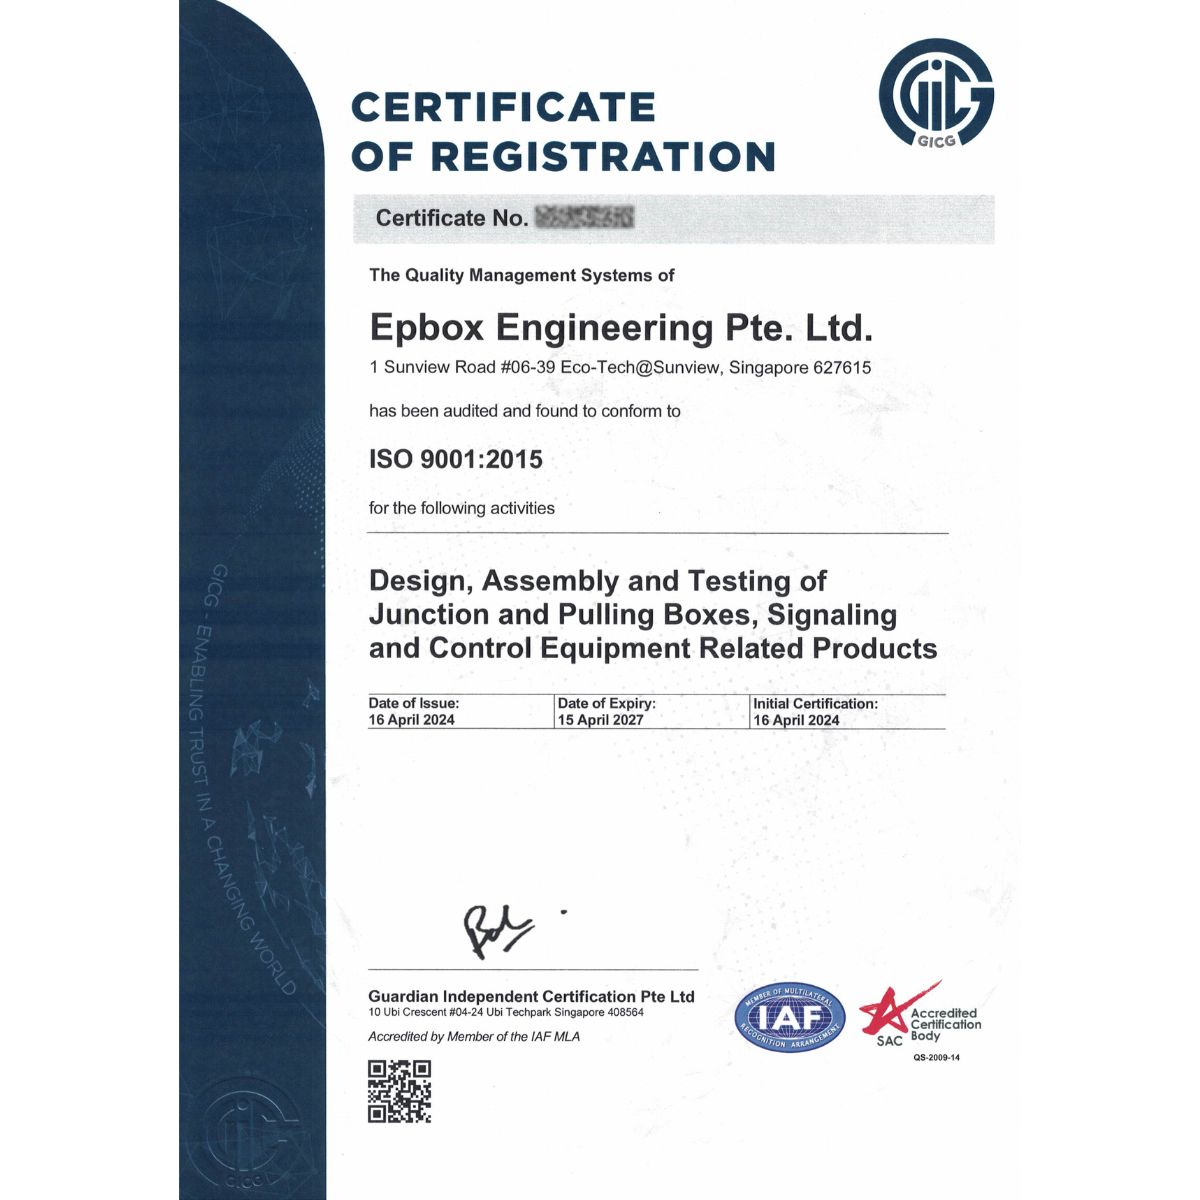 CERTIFICATE
OF REGISTRATION
GICG
GICG
Certificate No.
The Quality Management Systems of
Epbox Engineering Pte. Ltd.
1 Sunview Road #06-39 Eco-Tech@Sunview, Singapore 627615
has been audited and found to conform to
ISO 9001:2015
for the following activities
Design, Assembly and Testing of
Junction and Pulling Boxes, Signaling
and Control Equipment Related Products
Date of Issue: Date of Expiry: Initial Certification:
16 April 2024 15 April 2027 16 April 2024
GICG - ENABLING TRUST IN A CHANGING WORLD
Guardian Independent Certification Pte Ltd
10 Ubi Crescent #04-24 Ubi Techpark Singapore 408564
Accredited by Member of the IAF MLA
MEMBER OF MULTILATERAL
IAF
RECOGNITION ARRANGEMENT
SAC
Accredited
Certification
Body
QS-2009-14
GICG